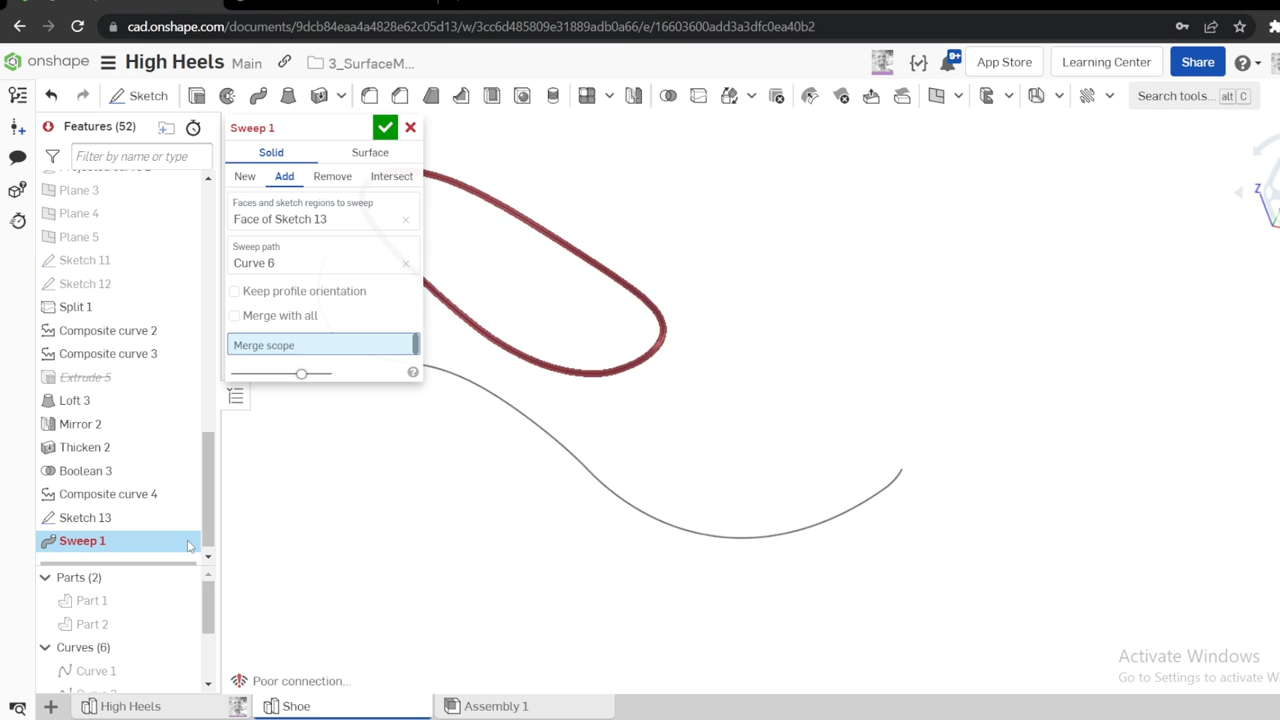 cad.onshape.com/documents/9dcb84eaa4a4828e62c05d13/w/3cc6d485809e31889adb0a66/e/16603600add3a3dfc0ea40b2
onshape
High Heels Main
3_SurfaceM...
9+
App Store
Learning Center
Share
Sketch
Search tools... alt C
Features (52)
Filter by name or type
Plane 3
Plane 4
Plane 5
Sketch 11
Sketch 12
Split 1
Composite curve 2
Composite curve 3
Extrude 5
Loft 3
Mirror 2
Thicken 2
Boolean 3
Composite curve 4
Sketch 13
Sweep 1
Parts (2)
Part 1
Part 2
Curves (6)
Curve 1
Sweep 1
Solid Surface
New Add Remove Intersect
Faces and sketch regions to sweep
Face of Sketch 13
Sweep path
Curve 6
Keep profile orientation
Merge with all
Merge scope
Z
Poor connection...
Activate Windows
Go to Settings to activate W
High Heels
Shoe
Assembly 1